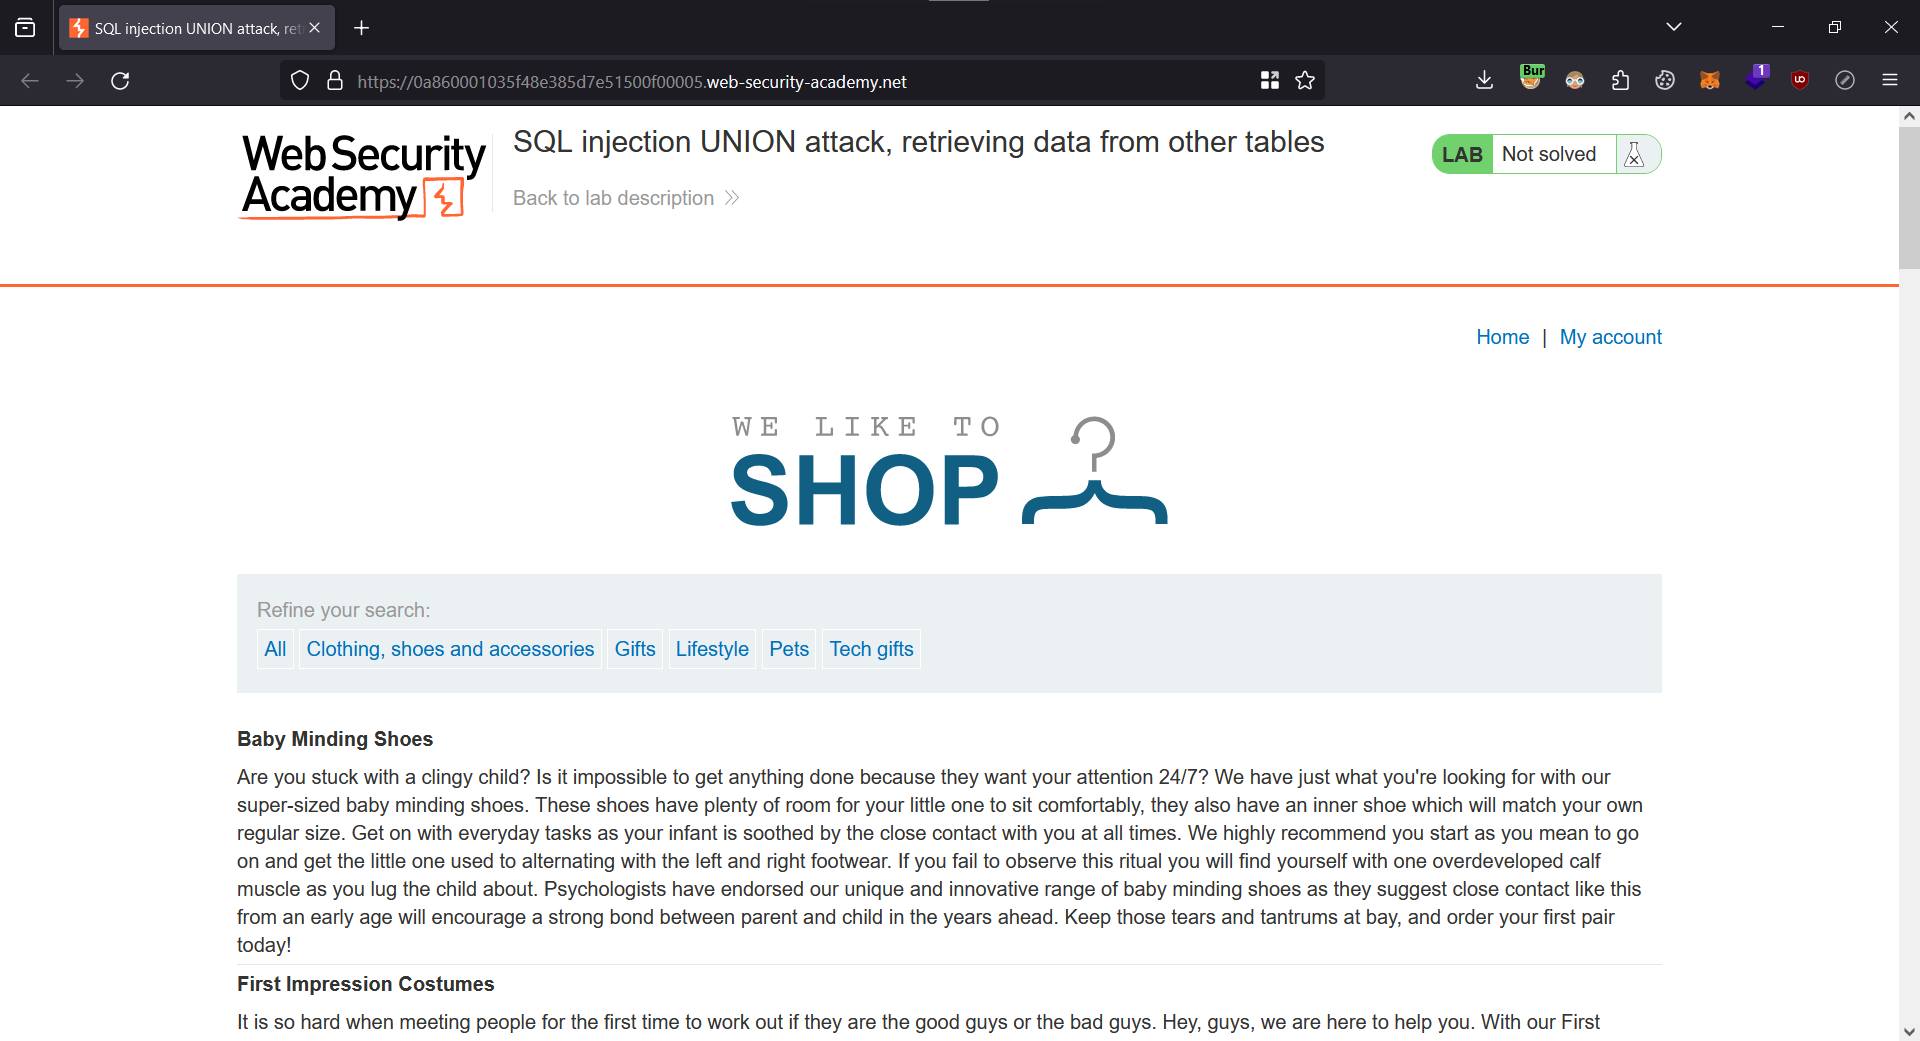 SQL injection UNION attack, ret
https://0a860001035f48e385d7e51500f00005.web-security-academy.net
Bur
1
Web Security
Academy
SQL injection UNION attack, retrieving data from other tables
Back to lab description
LAB Not solved
Home | My account
WE LIKE TO
SHOP
Refine your search:
All Clothing, shoes and accessories Gifts Lifestyle Pets Tech gifts
Baby Minding Shoes
Are you stuck with a clingy child? Is it impossible to get anything done because they want your attention 24/7? We have just what you're looking for with our
super-sized baby minding shoes. These shoes have plenty of room for your little one to sit comfortably, they also have an inner shoe which will match your own
regular size. Get on with everyday tasks as your infant is soothed by the close contact with you at all times. We highly recommend you start as you mean to go
on and get the little one used to alternating with the left and right footwear. If you fail to observe this ritual you will find yourself with one overdeveloped calf
muscle as you lug the child about. Psychologists have endorsed our unique and innovative range of baby minding shoes as they suggest close contact like this
from an early age will encourage a strong bond between parent and child in the years ahead. Keep those tears and tantrums at bay, and order your first pair
today!
First Impression Costumes
It is so hard when meeting people for the first time to work out if they are the good guys or the bad guys. Hey, guys, we are here to help you. With our First